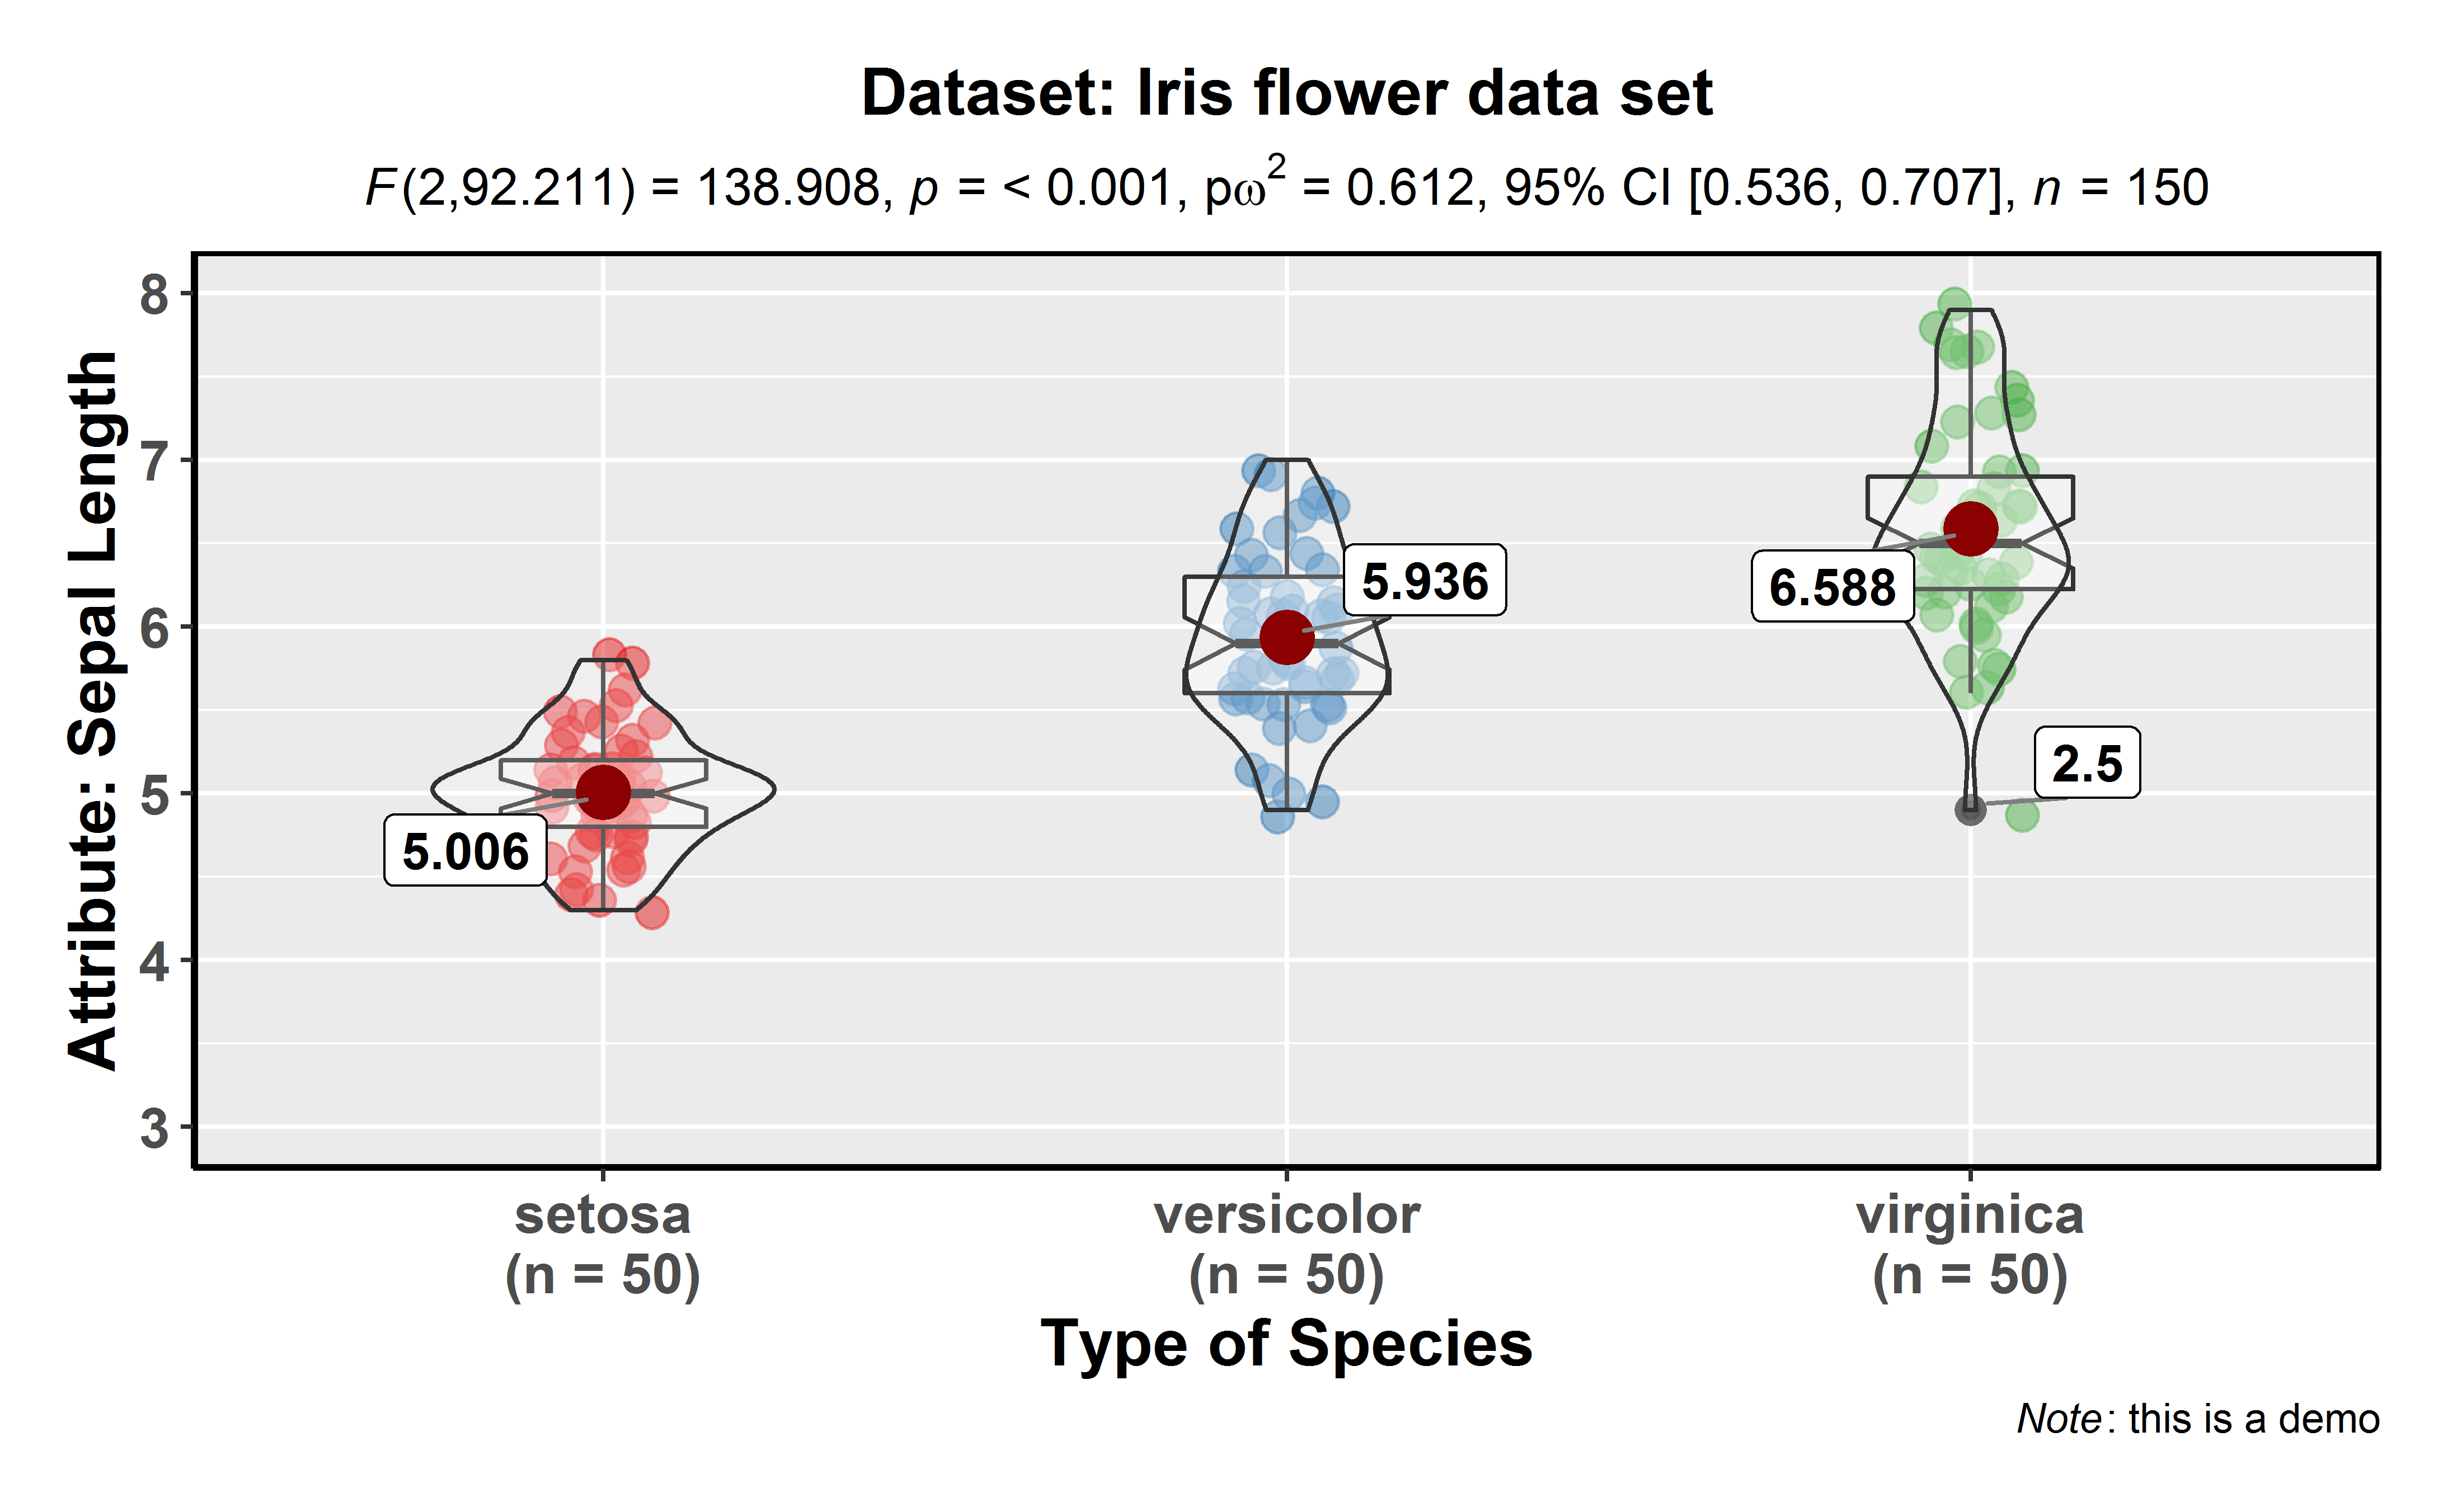 Dataset: Iris flower data set
F(2,92.211) = 138.908, p = < 0.001, pω² = 0.612, 95% CI [0.536, 0.707], n = 150
Attribute: Sepal Length
8
7
6
5
4
3
5.006
5.936
6.588
2.5
setosa
(n = 50)
versicolor
(n = 50)
virginica
(n = 50)
Type of Species
Note: this is a demo